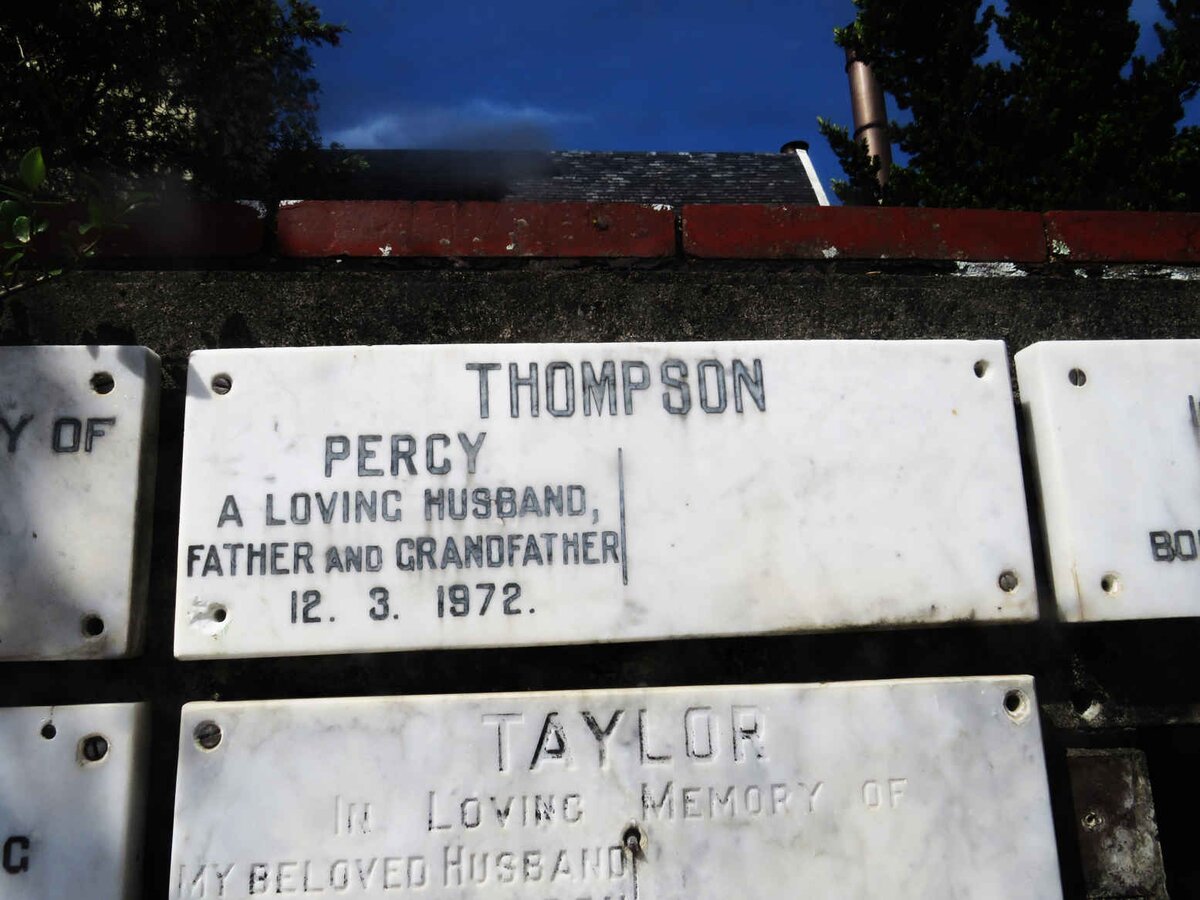 THOMPSON
PERCY
A LOVING HUSBAND,
FATHER AND GRANDFATHER
12. 3. 1972.
Y OF
BO
G
TAYLOR
IN LOVING MEMORY OF
MY BELOVED HUSBAND